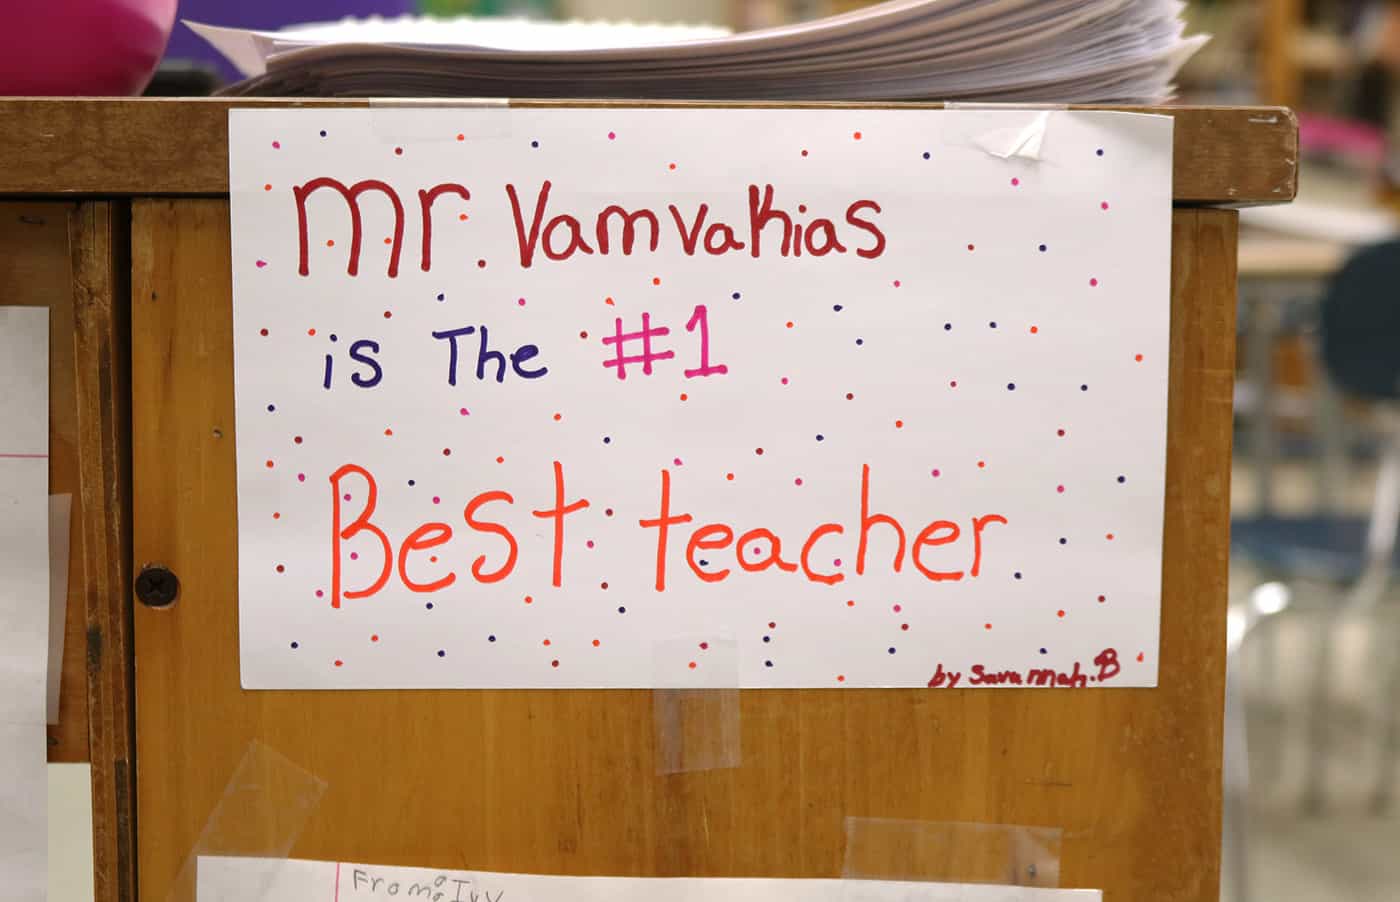 Mr. Vamvakias
is The #1
Best teacher
by Savannah.B
From: Ivy